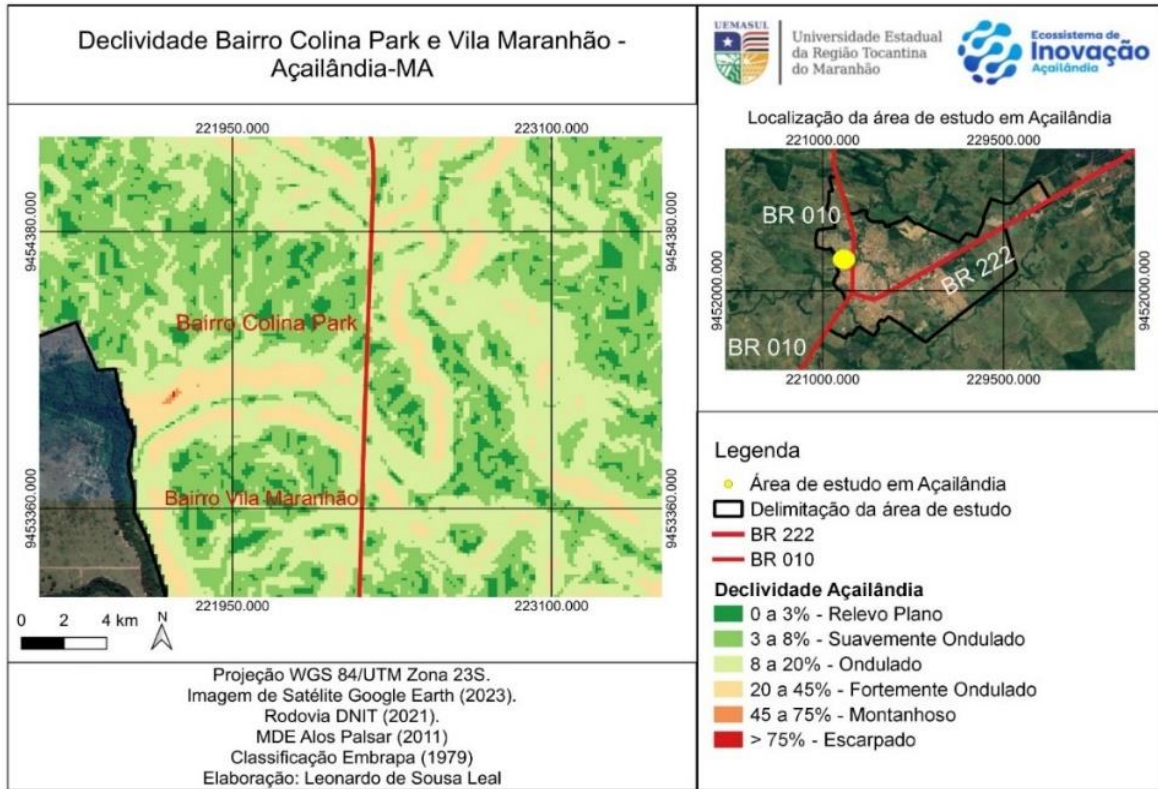 Declividade Bairro Colina Park e Vila Maranhão -
Açailândia-MA
UEMASUL
Universidade Estadual
da Região Tocantina
do Maranhão
Ecossistema de
Inovação
Açailândia
221950.000
223100.000
9454380.000
9454380.000
Bairro Colina Park
Bairro Vila Maranhão
9453360.000
9453360.000
221950.000
223100.000
0 2 4 km
N
Localização da área de estudo em Açailândia
221000.000
229500.000
BR 010
BR 222
9452000.000
9452000.000
BR 010
221000.000
229500.000
Legenda
Área de estudo em Açailândia
Delimitação da área de estudo
BR 222
BR 010
Declividade Açailândia
0 a 3% - Relevo Plano
3 a 8% - Suavemente Ondulado
8 a 20% - Ondulado
20 a 45% - Fortemente Ondulado
45 a 75% - Montanhoso
> 75% - Escarpado
Projeção WGS 84/UTM Zona 23S.
Imagem de Satélite Google Earth (2023).
Rodovia DNIT (2021).
MDE Alos Palsar (2011)
Classificação Embrapa (1979)
Elaboração: Leonardo de Sousa Leal